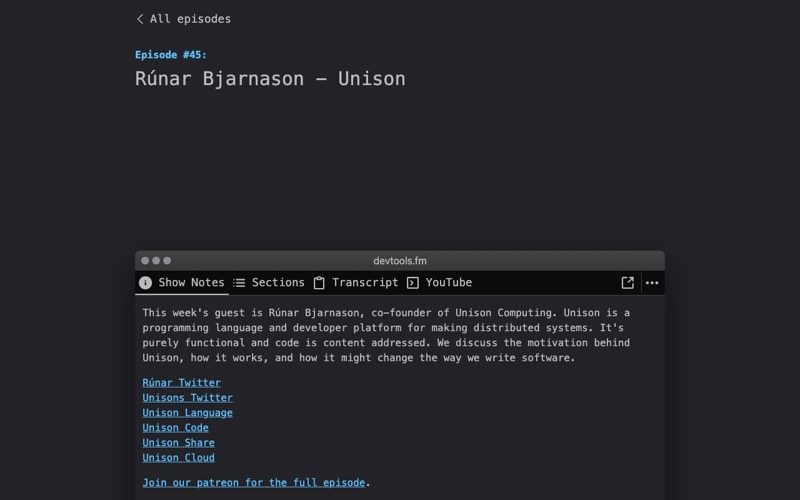 All episodes
Episode #45:
Rúnar Bjarnason – Unison
devtools.fm
Show Notes Sections Transcript YouTube
This week's guest is Rúnar Bjarnason, co-founder of Unison Computing. Unison is a
programming language and developer platform for making distributed systems. It's
purely functional and code is content addressed. We discuss the motivation behind
Unison, how it works, and how it might change the way we write software.
Rúnar Twitter
Unisons Twitter
Unison Language
Unison Code
Unison Share
Unison Cloud
Join our patreon for the full episode.